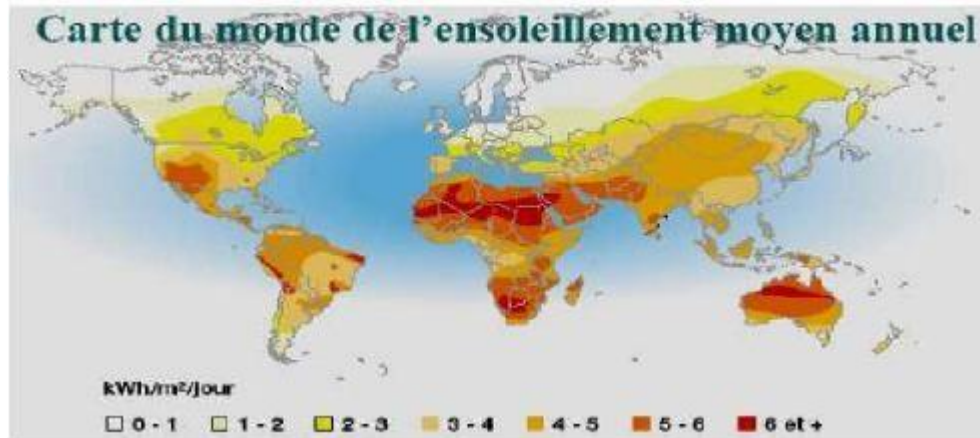 Carte du monde de l'ensoleillement moyen annuel
kWh/m²/jour
0 - 1 1 - 2 2 - 3 3 - 4 4 - 5 5 - 6 6 et +